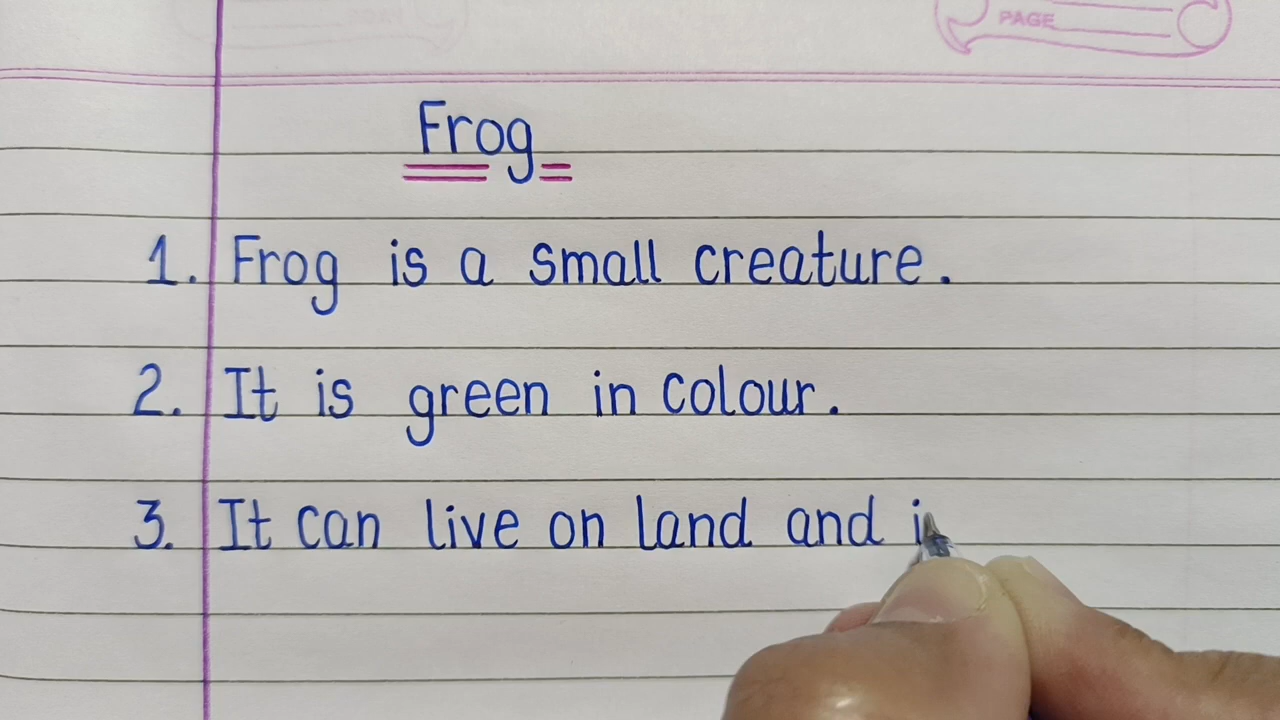 PAGE
Frog
1. Frog is a small creature.
2. It is green in colour.
3. It can live on land and i